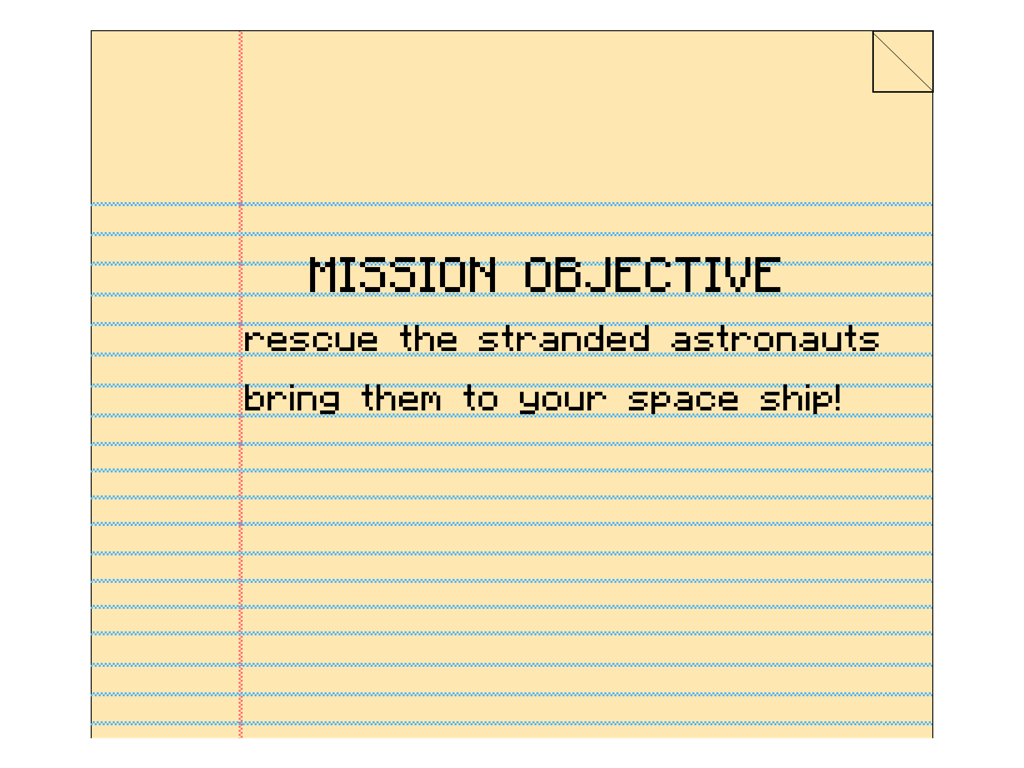 MISSION OBJECTIVE
rescue the stranded astronauts
bring them to your space ship!